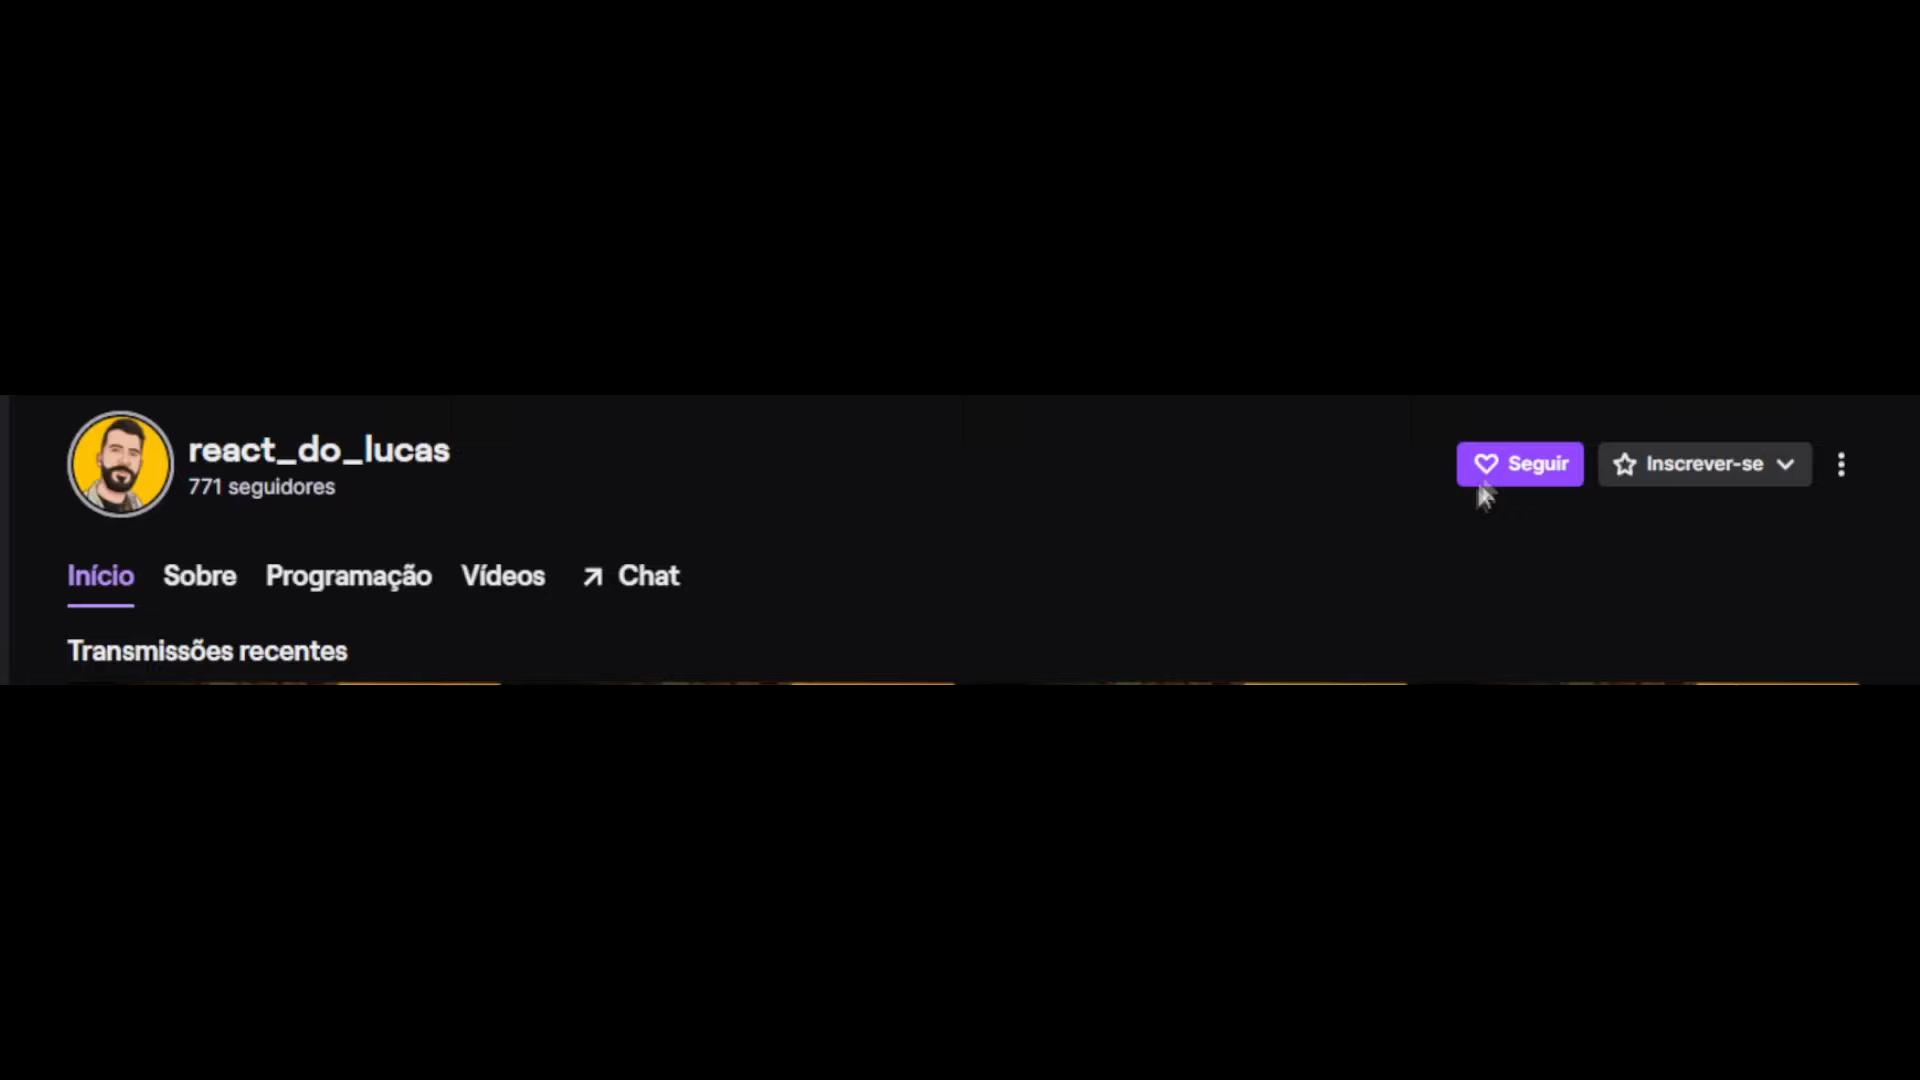 react_do_lucas
771 seguidores
Seguir
Inscrever-se
Início Sobre Programação Vídeos Chat
Transmissões recentes